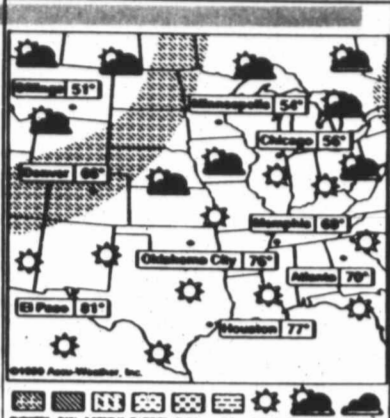 Billings 51°
Minneapolis 54°
Chicago 56°
Denver 66°
Memphis 68°
Oklahoma City 76°
Atlanta 70°
El Paso 81°
Houston 77°
Accu-Weather, Inc.